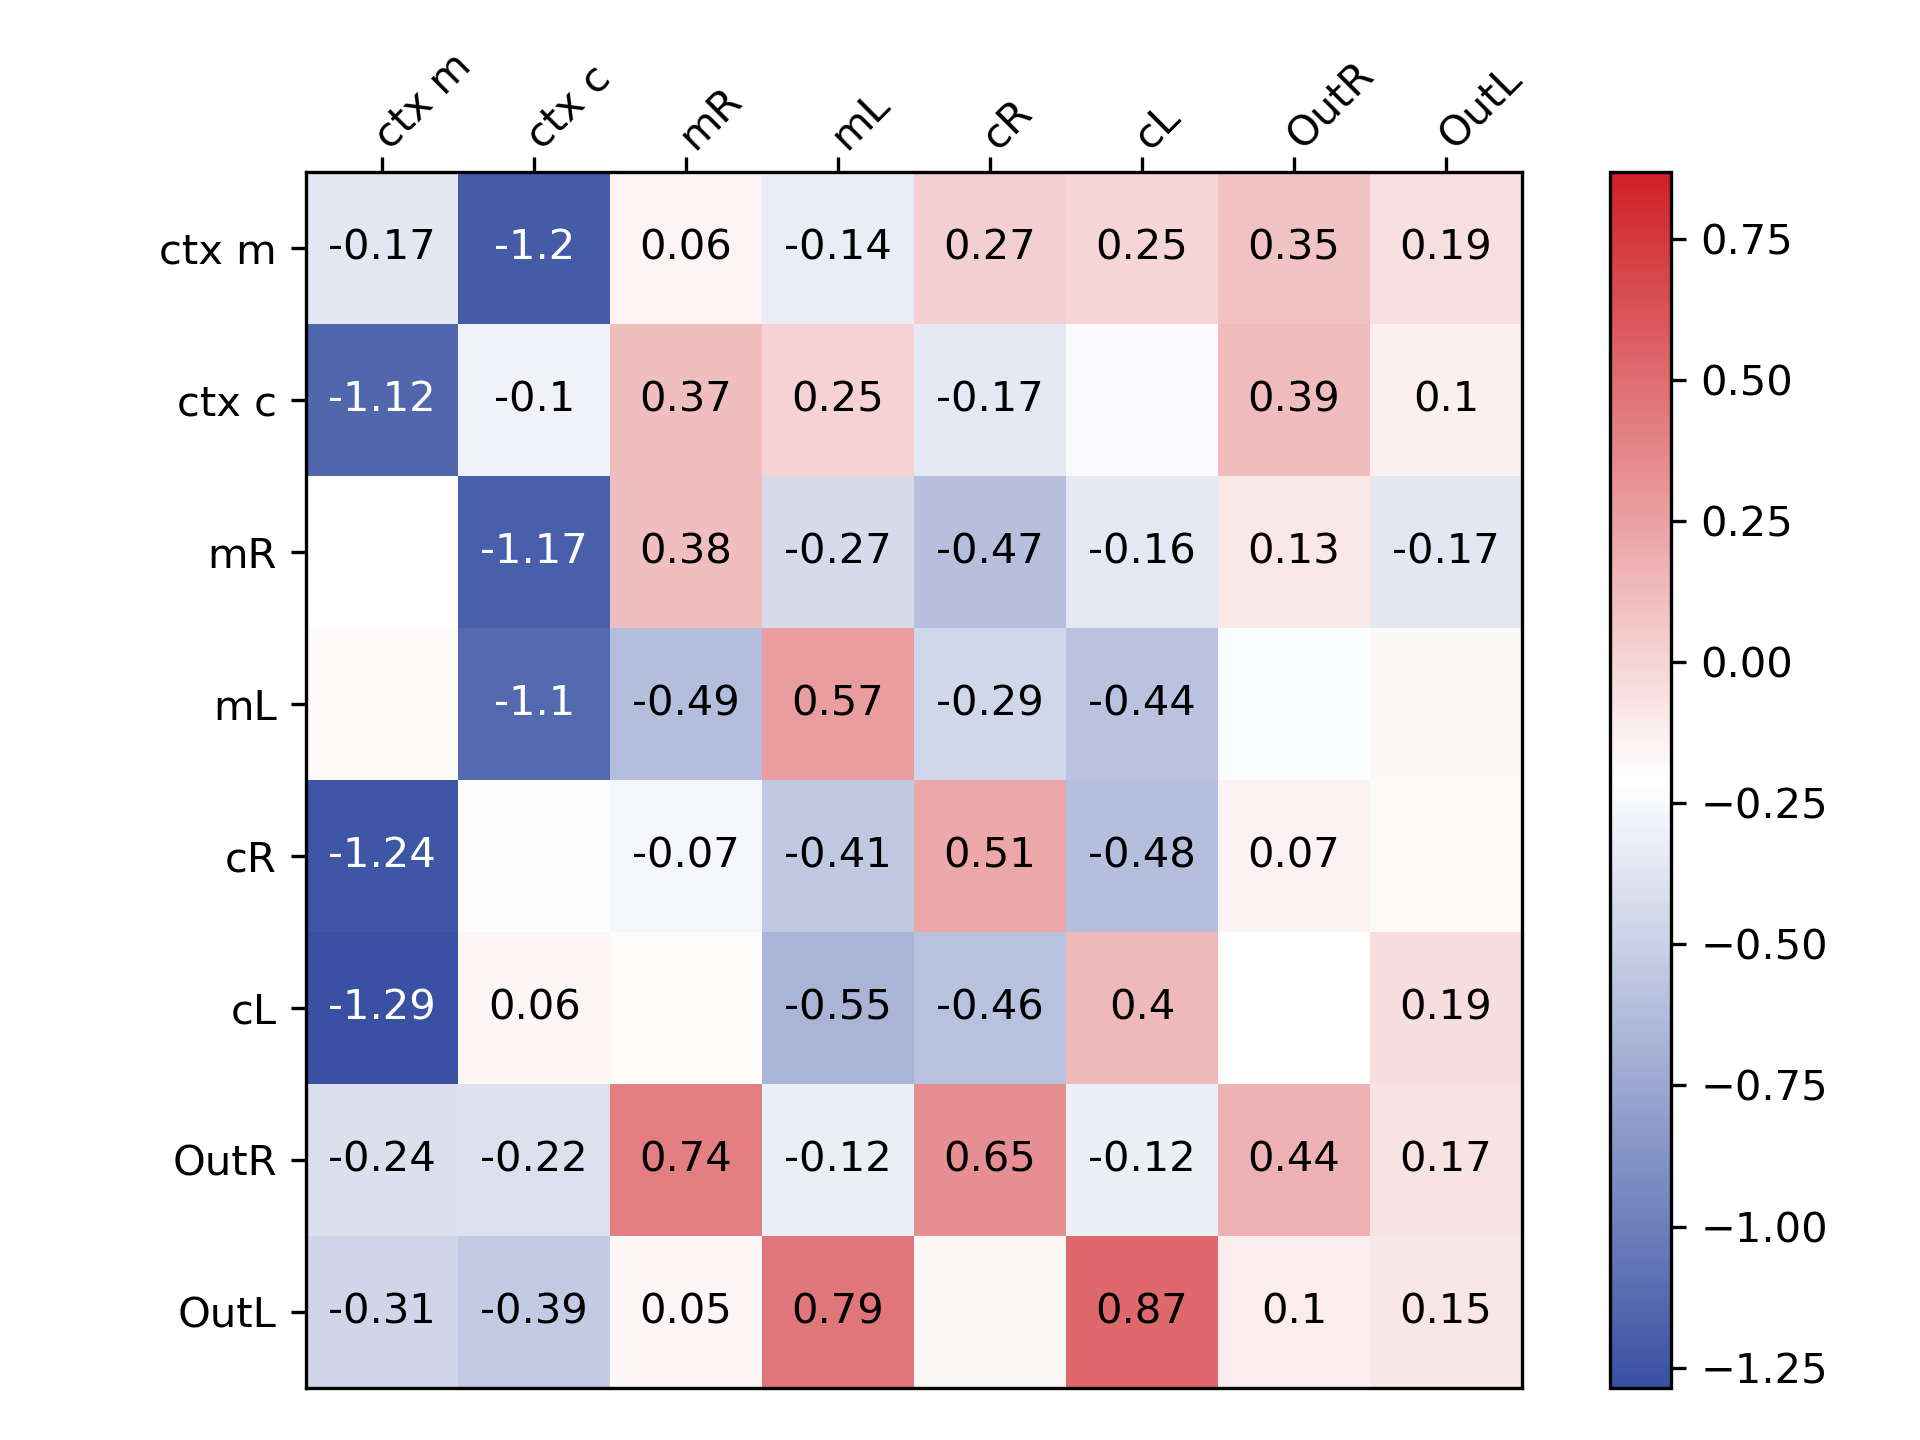 ctx m ctx c mR mL cR cL OutR OutL
ctx m -0.17 -1.2 0.06 -0.14 0.27 0.25 0.35 0.19
ctx c -1.12 -0.1 0.37 0.25 -0.17 0.39 0.1
mR -1.17 0.38 -0.27 -0.47 -0.16 0.13 -0.17
mL -1.1 -0.49 0.57 -0.29 -0.44
cR -1.24 -0.07 -0.41 0.51 -0.48 0.07
cL -1.29 0.06 -0.55 -0.46 0.4 0.19
OutR -0.24 -0.22 0.74 -0.12 0.65 -0.12 0.44 0.17
OutL -0.31 -0.39 0.05 0.79 0.87 0.1 0.15
0.75
0.50
0.25
0.00
−0.25
−0.50
−0.75
−1.00
−1.25